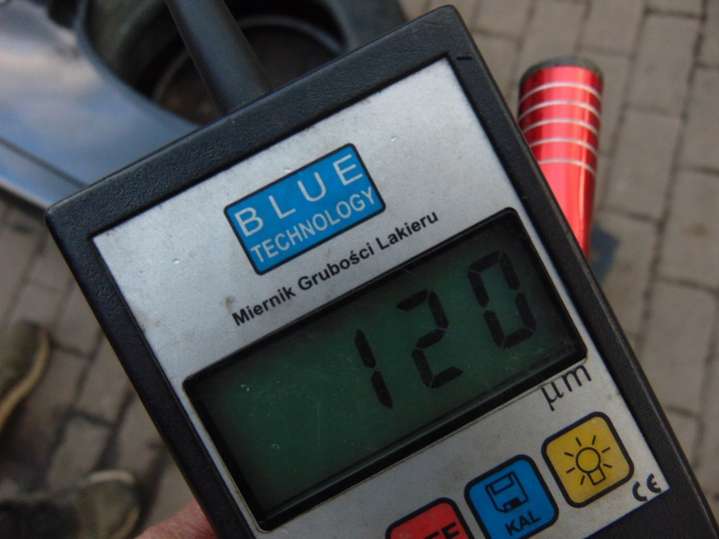 BLUE
TECHNOLOGY
Miernik Grubości Lakieru
120
μm
KAL
CE